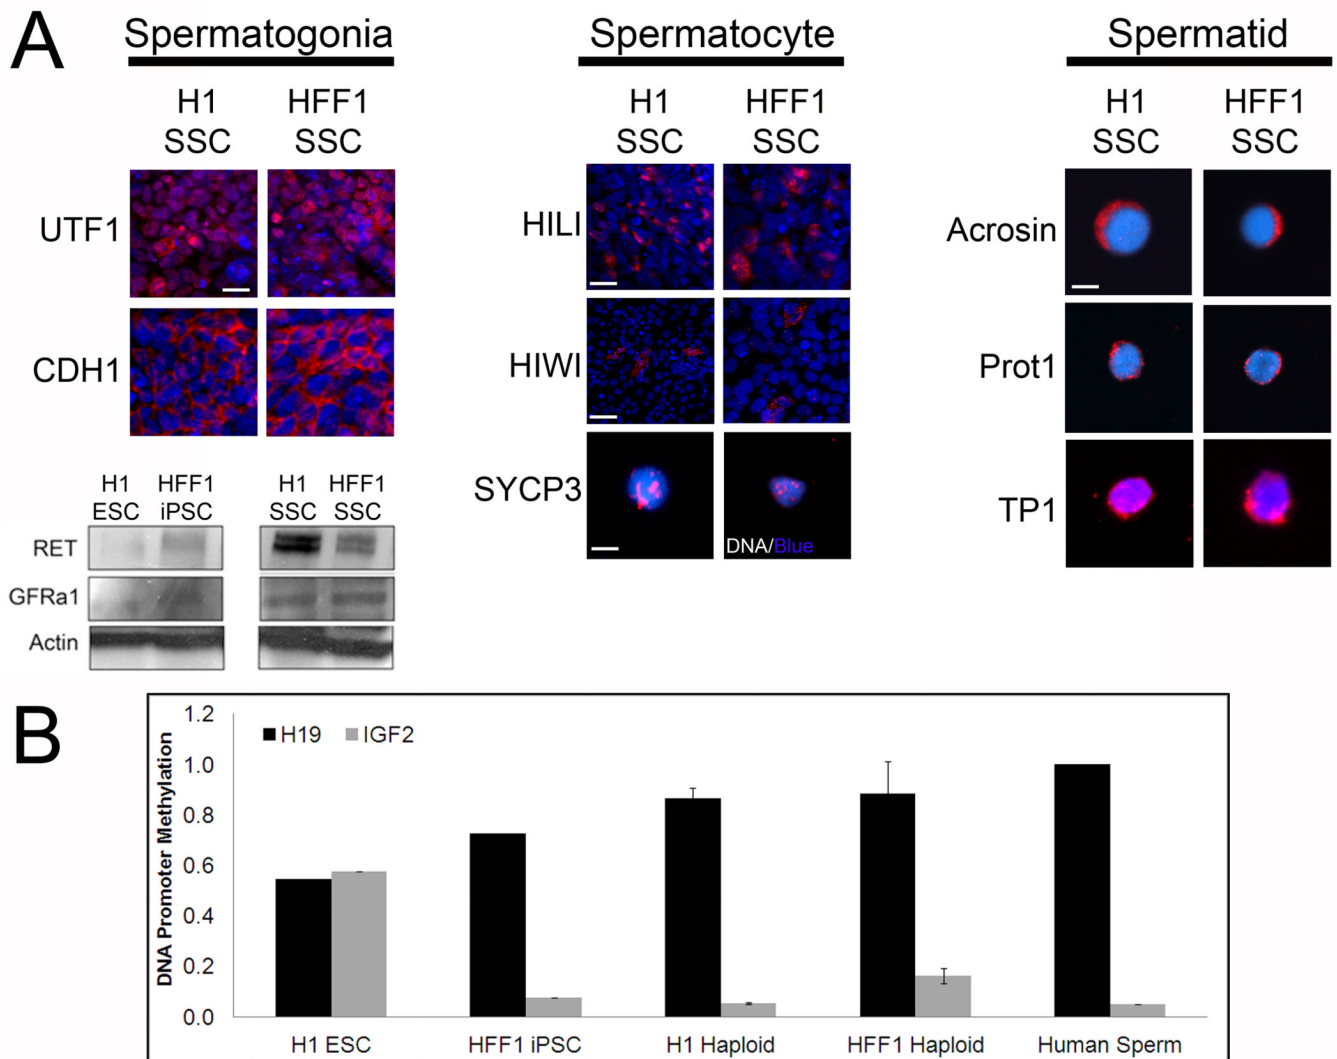 A
Spermatogonia
H1 SSC
HFF1 SSC
UTF1
CDH1
H1 ESC
HFF1 iPSC
H1 SSC
HFF1 SSC
RET
GFRa1
Actin
Spermatocyte
H1 SSC
HFF1 SSC
HILI
HIWI
SYCP3
DNA/Blue
Spermatid
H1 SSC
HFF1 SSC
Acrosin
Prot1
TP1
B
DNA Promoter Methylation
1.2
1.0
0.8
0.6
0.4
0.2
0.0
H19
IGF2
H1 ESC
HFF1 iPSC
H1 Haploid
HFF1 Haploid
Human Sperm